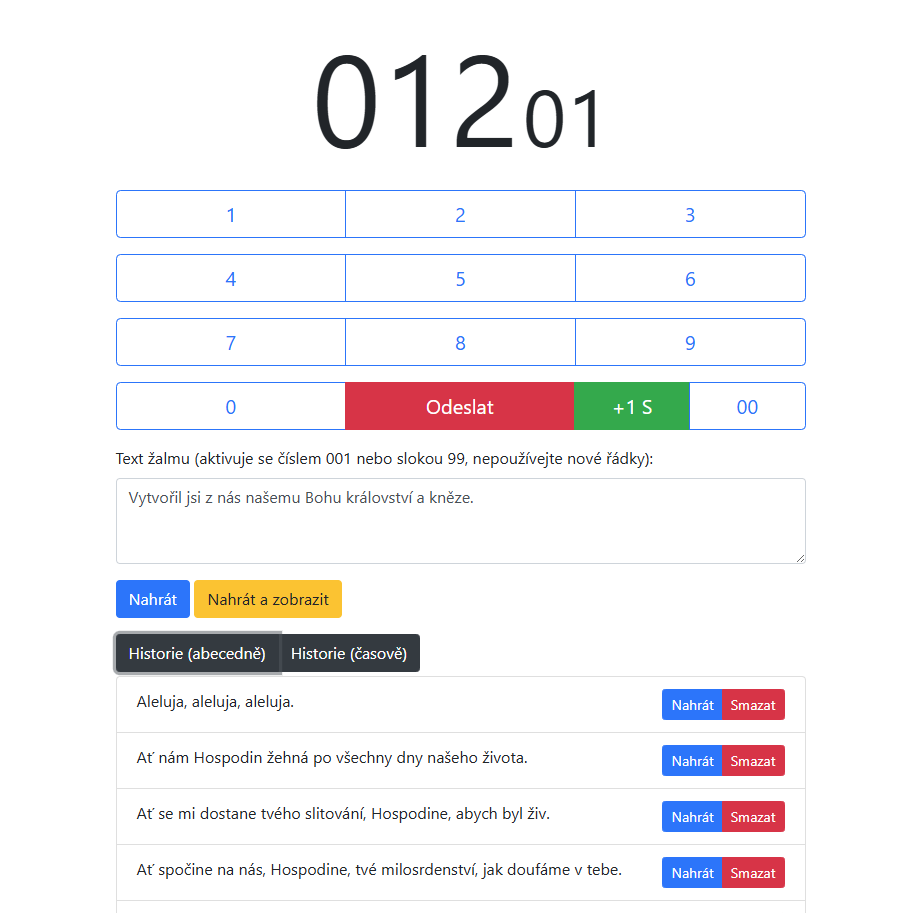 01201
1 2 3
4 5 6
7 8 9
0 Odeslat +1 S 00
Text žalmu (aktivuje se číslem 001 nebo slokou 99, nepoužívejte nové řádky):
Vytvořil jsi z nás našemu Bohu království a kněze.
Nahrát Nahrát a zobrazit
Historie (abecedně) Historie (časově)
Aleluja, aleluja, aleluja. Nahrát Smazat
Ať nám Hospodin žehná po všechny dny našeho života. Nahrát Smazat
Ať se mi dostane tvého slitování, Hospodine, abych byl živ. Nahrát Smazat
Ať spočine na nás, Hospodine, tvé milosrdenství, jak doufáme v tebe. Nahrát Smazat